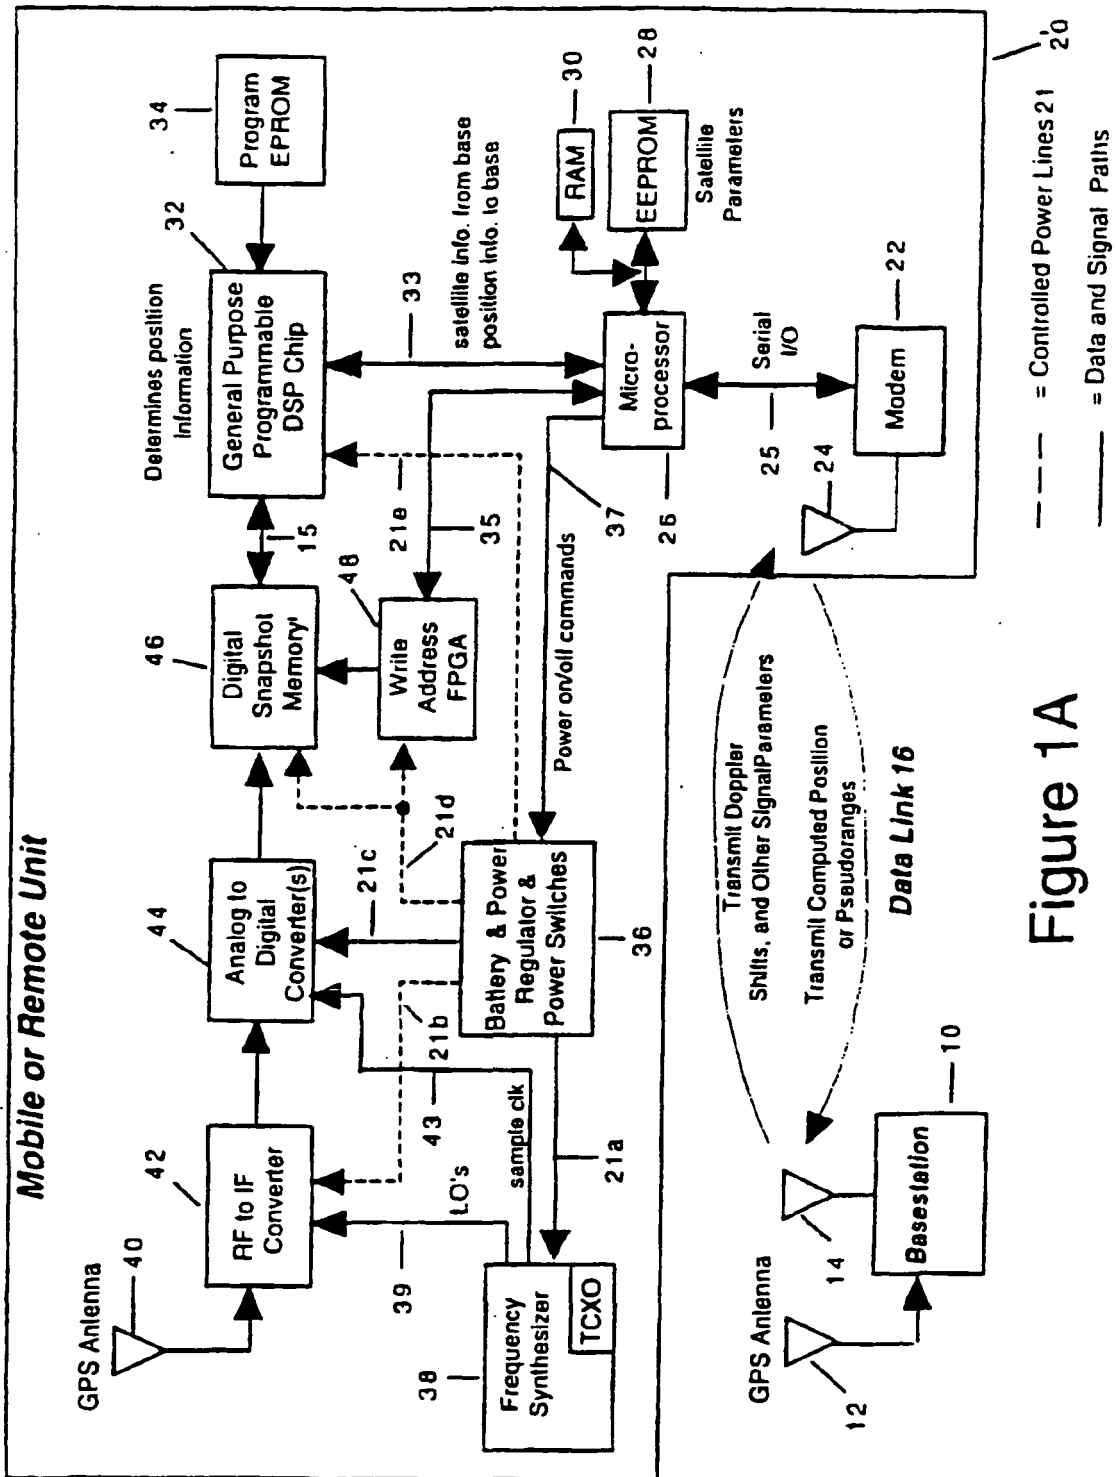 Mobile or Remote Unit
GPS Antenna
40
42
RF to IF
Converter
44
Analog to
Digital
Converter(s)
46
Digital
Snapshot
Memory
15
Determines position
Information
32
General Purpose
Programmable
DSP Chip
34
Program
EPROM
39
LO's
43
sample clk
21b
21c
21d
48
Write
Address
FPGA
21e
35
33
satellite info. from base
position info. to base
38
Frequency
Synthesizer
TCXO
21a
Battery & Power
Regulator &
Power Switches
36
Power on/off commands
37
Micro-
processor
26
RAM
30
EEPROM
28
Satellite
Parameters
25
Serial
I/O
24
Modem
22
20
GPS Antenna
12
14
Basestation
10
Transmit Doppler
Shifts, and Other SignalParameters
Transmit Computed Position
or Pseudoranges
Data Link 16
= Controlled Power Lines 21
= Data and Signal Paths
Figure 1A